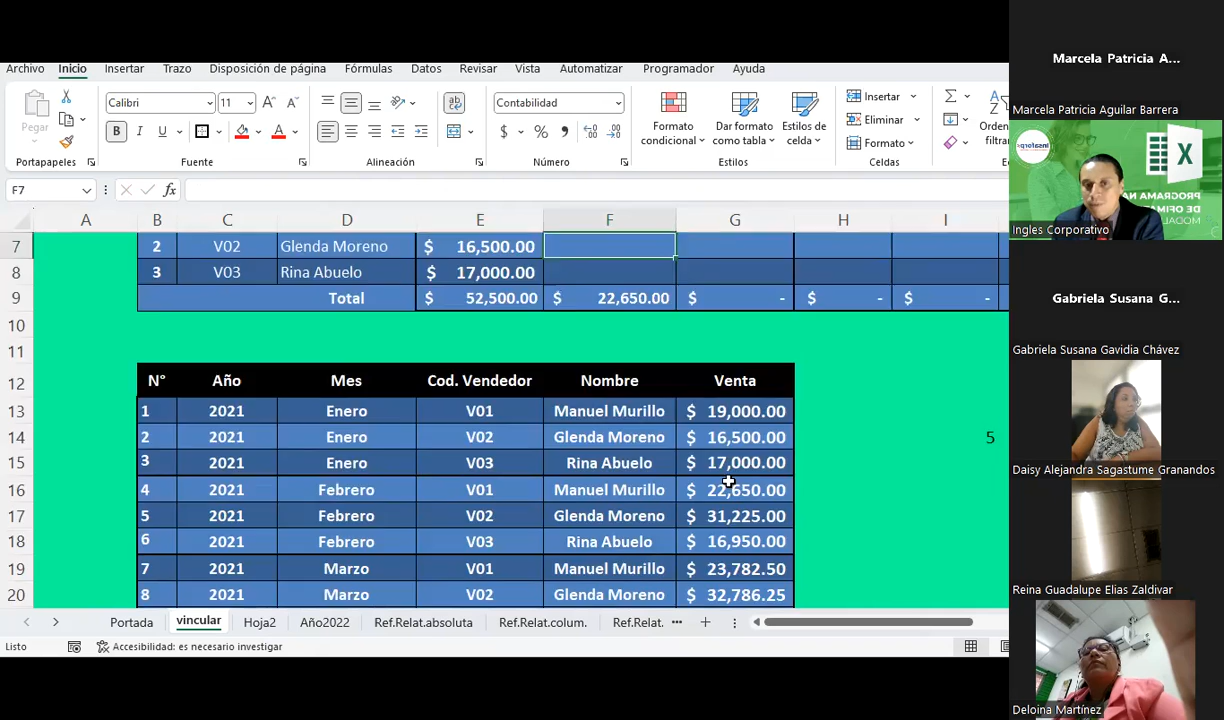 Archivo Inicio Insertar Trazo Disposición de página Fórmulas Datos Revisar Vista Automatizar Programador Ayuda
Pegar
Portapapeles
Calibri 11
N K S
Fuente
Alineación
Contabilidad
$ % 000
Número
Formato condicional
Dar formato como tabla
Estilos de celda
Estilos
Insertar
Eliminar
Formato
Celdas
F7 fx
A B C D E F G H I
7 2 V02 Glenda Moreno $ 16,500.00
8 3 V03 Rina Abuelo $ 17,000.00
9 Total $ 52,500.00 $ 22,650.00 $ - $ - $ -
10
11
12 N° Año Mes Cod. Vendedor Nombre Venta
13 1 2021 Enero V01 Manuel Murillo $ 19,000.00
14 2 2021 Enero V02 Glenda Moreno $ 16,500.00 5
15 3 2021 Enero V03 Rina Abuelo $ 17,000.00
16 4 2021 Febrero V01 Manuel Murillo $ 22,650.00
17 5 2021 Febrero V02 Glenda Moreno $ 31,225.00
18 6 2021 Febrero V03 Rina Abuelo $ 16,950.00
19 7 2021 Marzo V01 Manuel Murillo $ 23,782.50
20 8 2021 Marzo V02 Glenda Moreno $ 32,786.25
Portada vincular Hoja2 Año2022 Ref.Relat.absoluta Ref.Relat.colum. Ref.Relat. ...
Listo Accesibilidad: es necesario investigar
Marcela Patricia A...
Marcela Patricia Aguilar Barrera
Ingles Corporativo
Gabriela Susana G...
Gabriela Susana Gavidia Chávez
Daisy Alejandra Sagastume Granandos
Reina Guadalupe Elias Zaldivar
Deloina Martínez